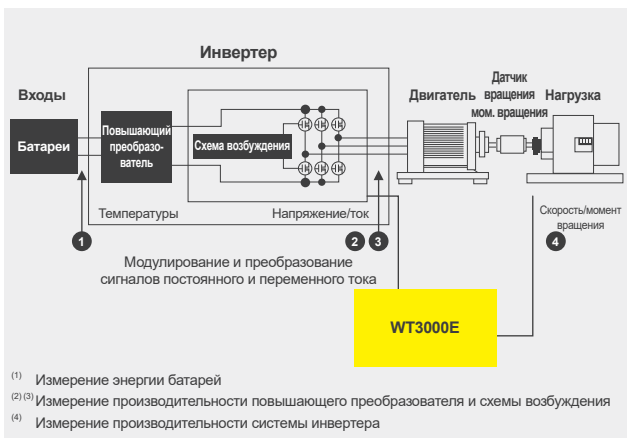 Инвертор
Входы
Батареи
Повышающий
преобразо-
ватель
Схема возбуждения
Двигатель
Датчик
вращения
мом. вращения
Нагрузка
Температуры
Напряжение/ток
Скорость/момент
вращения
1
2 3
4
Модулирование и преобразование
сигналов постоянного и переменного тока
WT3000E
(1) Измерение энергии батарей
(2) (3) Измерение производительности повышающего преобразователя и схемы возбуждения
(4) Измерение производительности системы инвертера